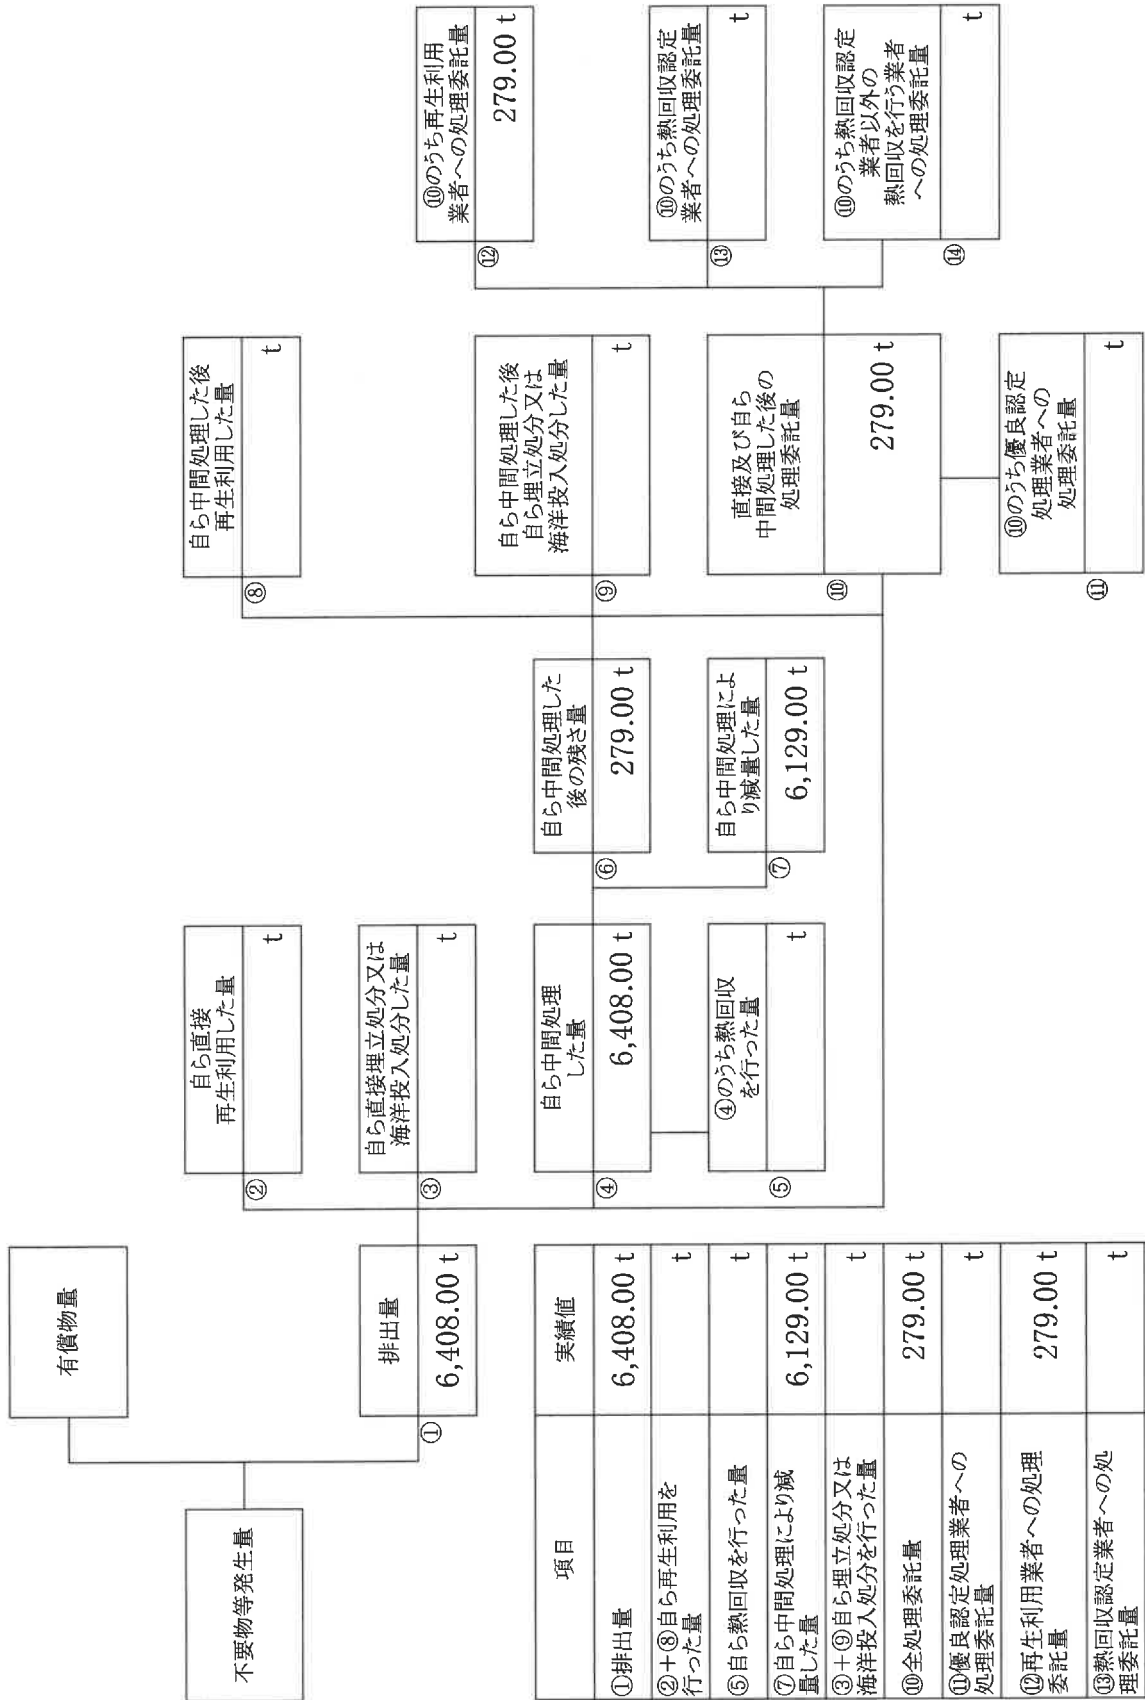 有償物量
不要物等発生量
排出量
①
6,408.00 t
自ら直接
再生利用した量
②
t
自ら直接埋立処分又は
海洋投入処分した量
③
t
自ら中間処理
した量
④
6,408.00 t
④のうち熱回収
を行った量
⑤
t
自ら中間処理した
後の残さ量
⑥
279.00 t
自ら中間処理によ
り減量した量
⑦
6,129.00 t
自ら中間処理した後
再生利用した量
⑧
t
自ら中間処理した後
自ら埋立処分又は
海洋投入処分した量
⑨
t
直接及び自ら
中間処理した後の
処理委託量
⑩
279.00 t
⑩のうち優良認定
処理業者への
処理委託量
⑪
t
⑩のうち再生利用
業者への処理委託量
⑫
279.00 t
⑩のうち熱回収認定
業者への処理委託量
⑬
t
⑩のうち熱回収認定
業者以外の
熱回収を行う業者
への処理委託量
⑭
t
項目
実績値
①排出量
6,408.00 t
②+⑧自ら再生利用を
行った量
t
⑤自ら熱回収を行った量
t
⑦自ら中間処理により減
量した量
6,129.00 t
③+⑨自ら埋立処分又は
海洋投入処分を行った量
t
⑩全処理委託量
279.00 t
⑪優良認定処理業者への
処理委託量
t
⑫再生利用業者への処理
委託量
279.00 t
⑬熱回収認定業者への処
理委託量
t